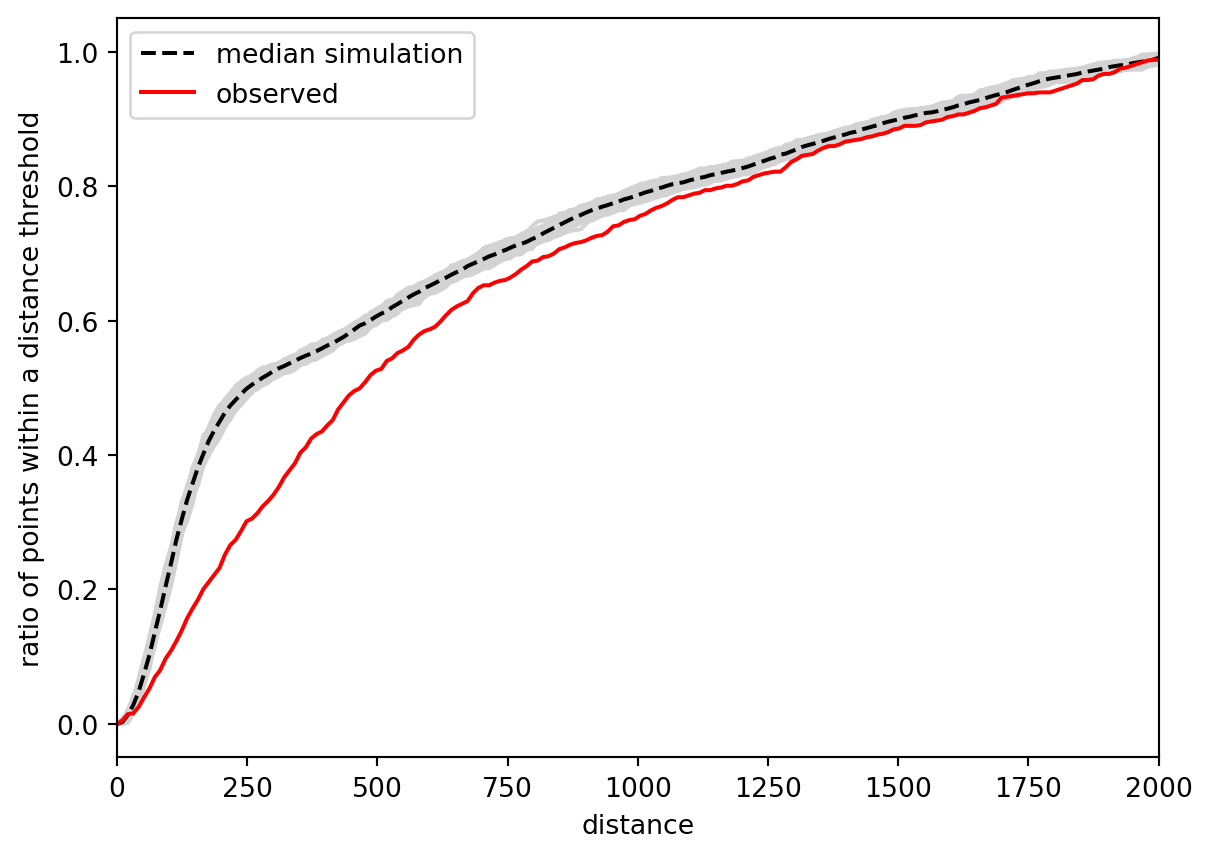 median simulation
observed
1.0
0.8
0.6
0.4
0.2
0.0
ratio of points within a distance threshold
0 250 500 750 1000 1250 1500 1750 2000
distance